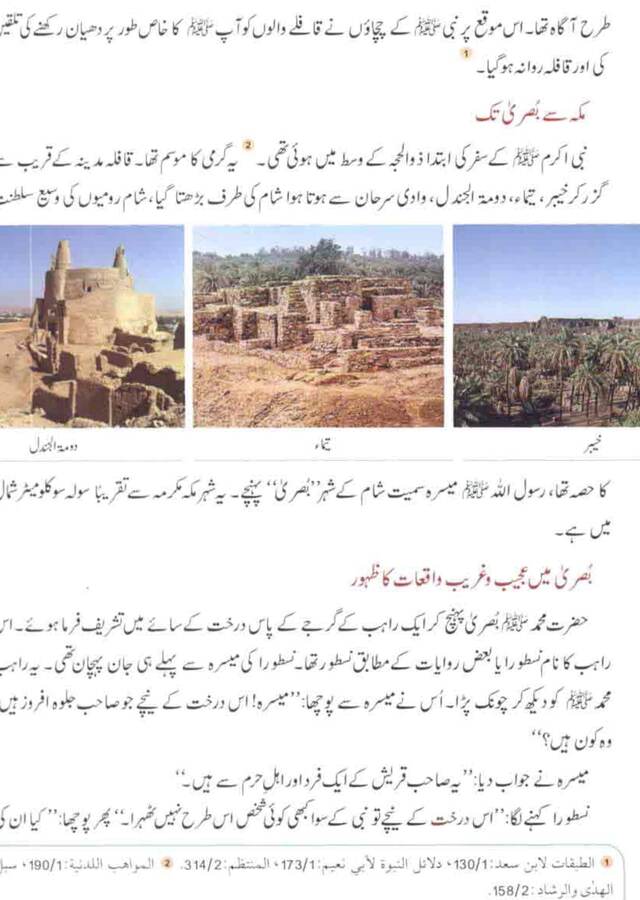 طرح آگاہ تھا۔ اس موقع پر نبی ﷺ کے چچاؤں نے قافلے والوں کو آپ ﷺ کا خاص طور پر دھیان رکھنے کی تلقین
کی اور قافلہ روانہ ہوگیا۔ 1
مکہ سے بُصریٰ تک
نبی اکرم ﷺ کے سفر کی ابتدا ذوالحجہ کے وسط میں ہوئی تھی۔ 2 یہ گرمی کا موسم تھا۔ قافلہ مدینہ کے قریب سے
گزر کر خیبر، تیماء، دومۃ الجندل، وادی سرحان سے ہوتا ہوا شام کی طرف بڑھتا گیا، شام رومیوں کی وسیع سلطنت
خیبر
تیماء
دومۃ الجندل
کا حصہ تھا، رسول اللہ ﷺ میسرہ سمیت شام کے شہر ’’بُصریٰ‘‘ پہنچے۔ یہ شہر مکہ مکرمہ سے تقریبًا سولہ سو کلومیٹر شمال
میں ہے۔
بُصریٰ میں عجیب و غریب واقعات کا ظہور
حضرت محمد ﷺ بُصریٰ پہنچ کر ایک راہب کے گرجے کے پاس درخت کے سائے میں تشریف فرما ہوئے۔ اس
راہب کا نام نسطورا یا بعض روایات کے مطابق نسطور تھا۔ نسطورا کی میسرہ سے پہلے ہی جان پہچان تھی۔ یہ راہب
محمد ﷺ کو دیکھ کر چونک پڑا۔ اُس نے میسرہ سے پوچھا: ’’میسرہ! اس درخت کے نیچے جو صاحب جلوہ افروز ہیں
وہ کون ہیں؟‘‘
میسرہ نے جواب دیا: ’’یہ صاحب قریش کے ایک فرد اور اہلِ حرم سے ہیں۔‘‘
نسطورا کہنے لگا: ’’اس درخت کے نیچے تو نبی کے سوا کبھی کوئی شخص اس طرح نہیں ٹھہرا۔‘‘ پھر پوچھا: ’’کیا ان کی
1 الطبقات لابن سعد: 130/1، دلائل النبوة لأبي نعیم: 173/1، المنتظم: 314/2. 2 المواهب اللدنیة: 190/1، سبل
الهدٰی والرشاد: 158/2.